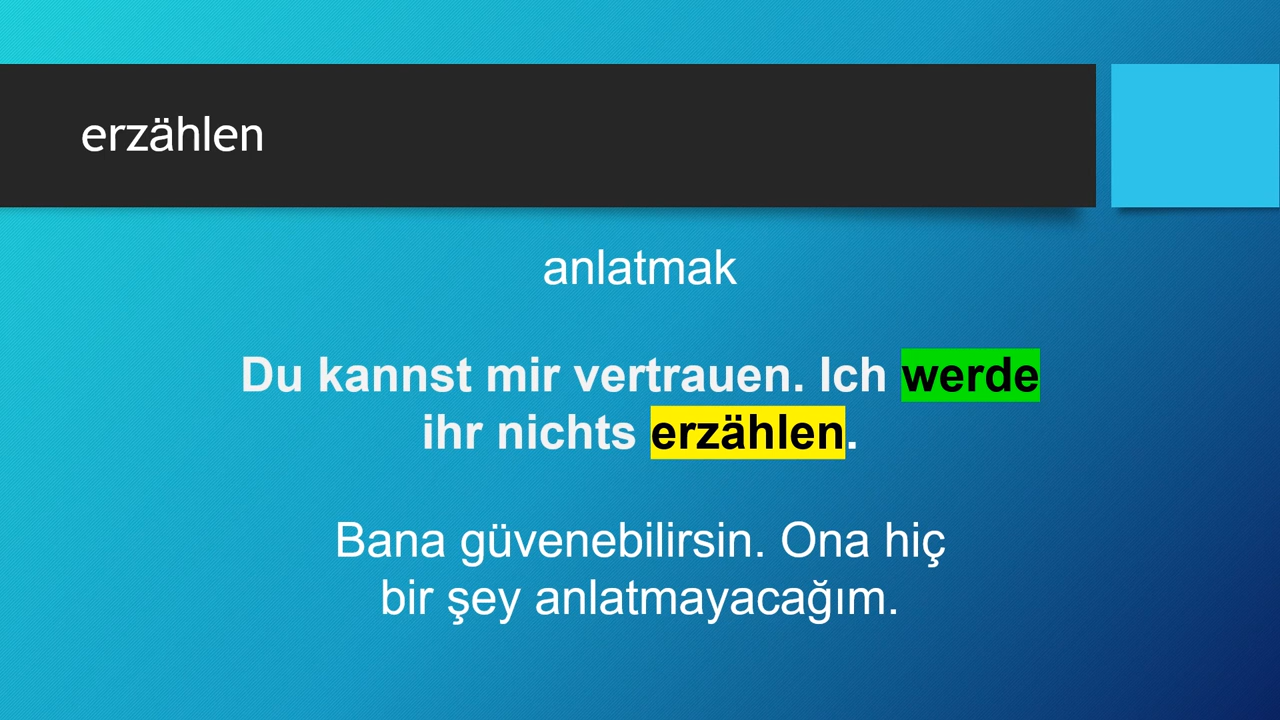 erzählen
anlatmak
Du kannst mir vertrauen. Ich werde
ihr nichts erzählen.
Bana güvenebilirsin. Ona hiç
bir şey anlatmayacağım.